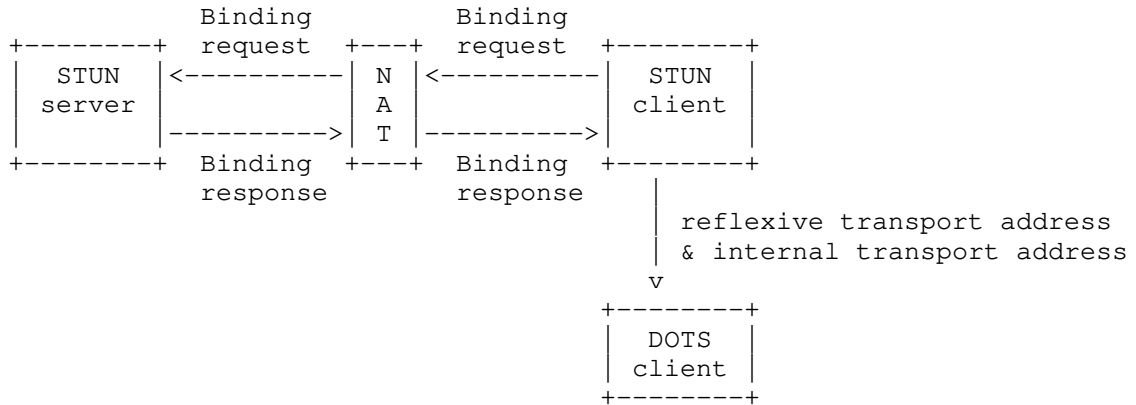 Binding Binding
request request
STUN N STUN
server A client
T
Binding Binding
response response
reflexive transport address
& internal transport address
v
DOTS
client